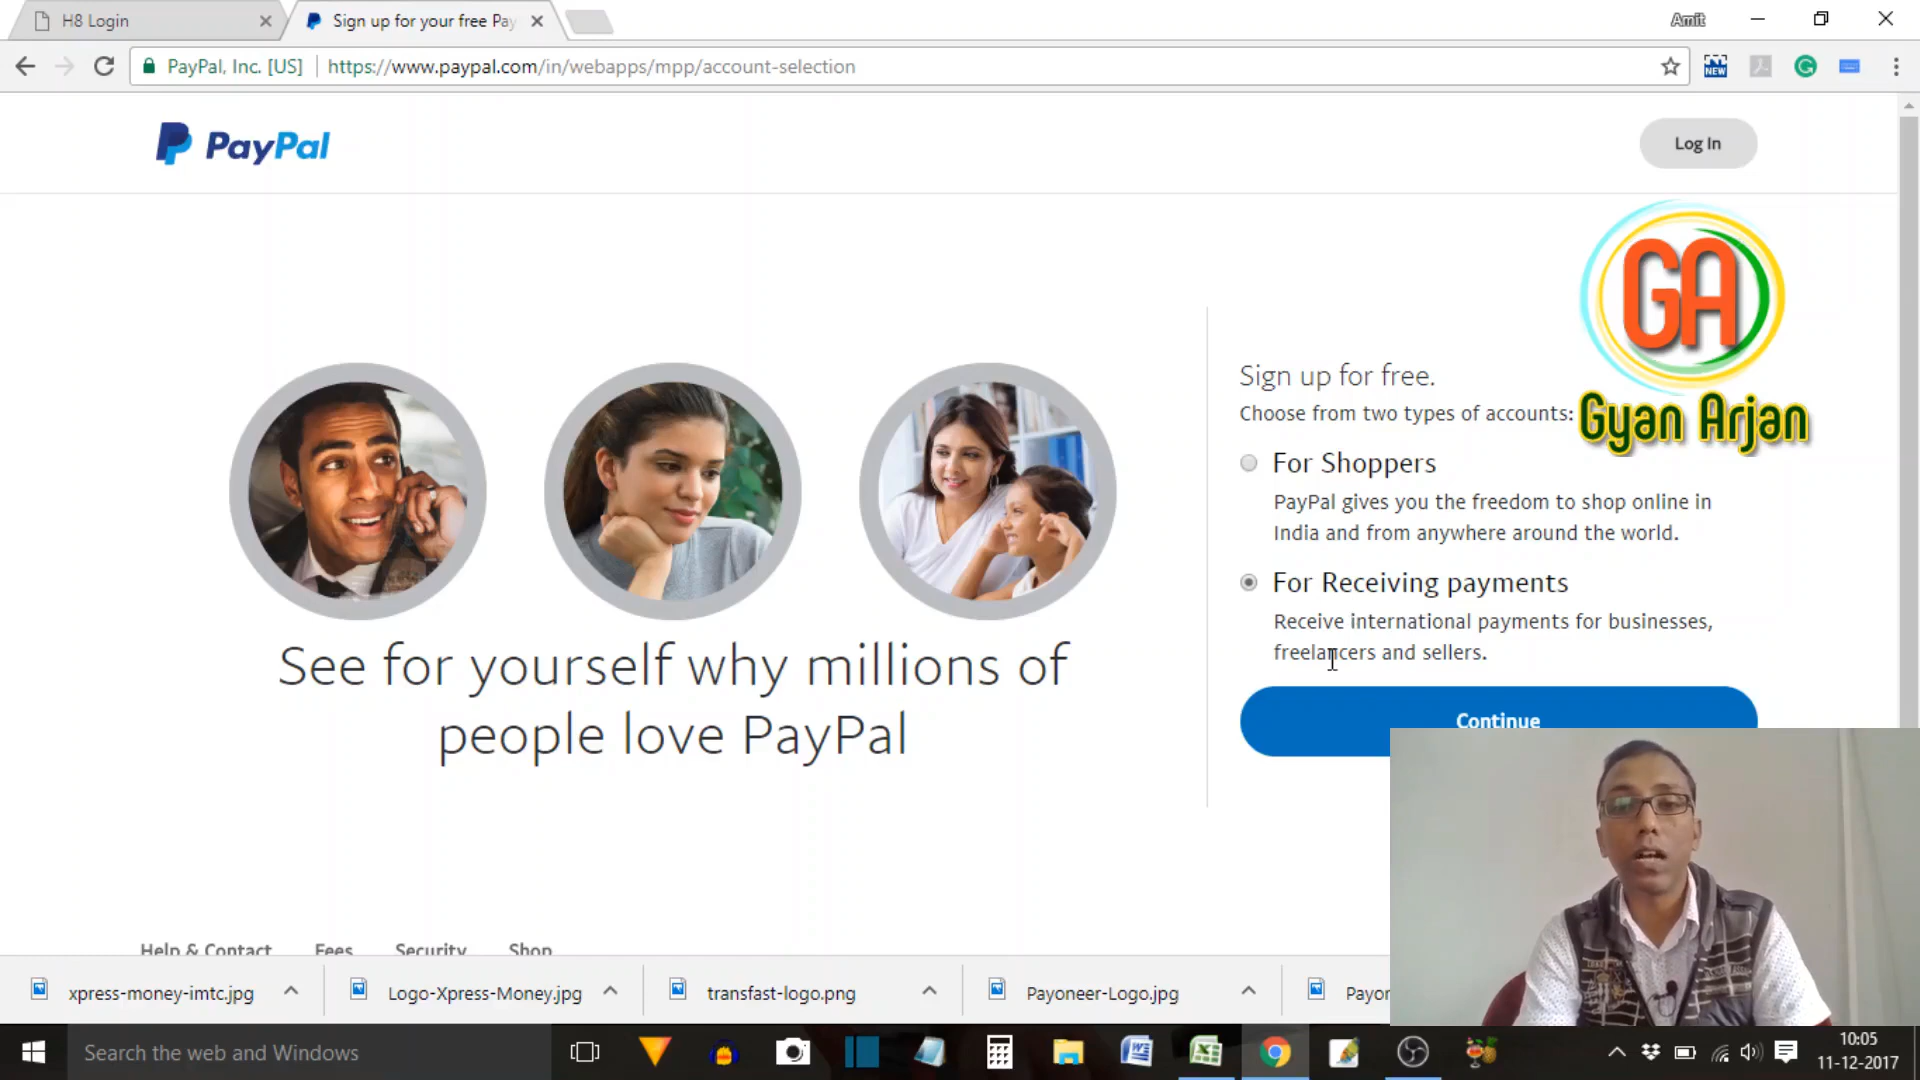 H8 Login
Sign up for your free Pay
Amit
PayPal, Inc. [US]
https://www.paypal.com/in/webapps/mpp/account-selection
NEW
PayPal
Log In
GA
Gyan Arjan
Sign up for free.
Choose from two types of accounts:
For Shoppers
PayPal gives you the freedom to shop online in
India and from anywhere around the world.
For Receiving payments
Receive international payments for businesses,
freelancers and sellers.
Continue
See for yourself why millions of
people love PayPal
Help & Contact
Fees
Security
Shop
xpress-money-imtc.jpg
Logo-Xpress-Money.jpg
transfast-logo.png
Payoneer-Logo.jpg
Payon
Search the web and Windows
10:05
11-12-2017